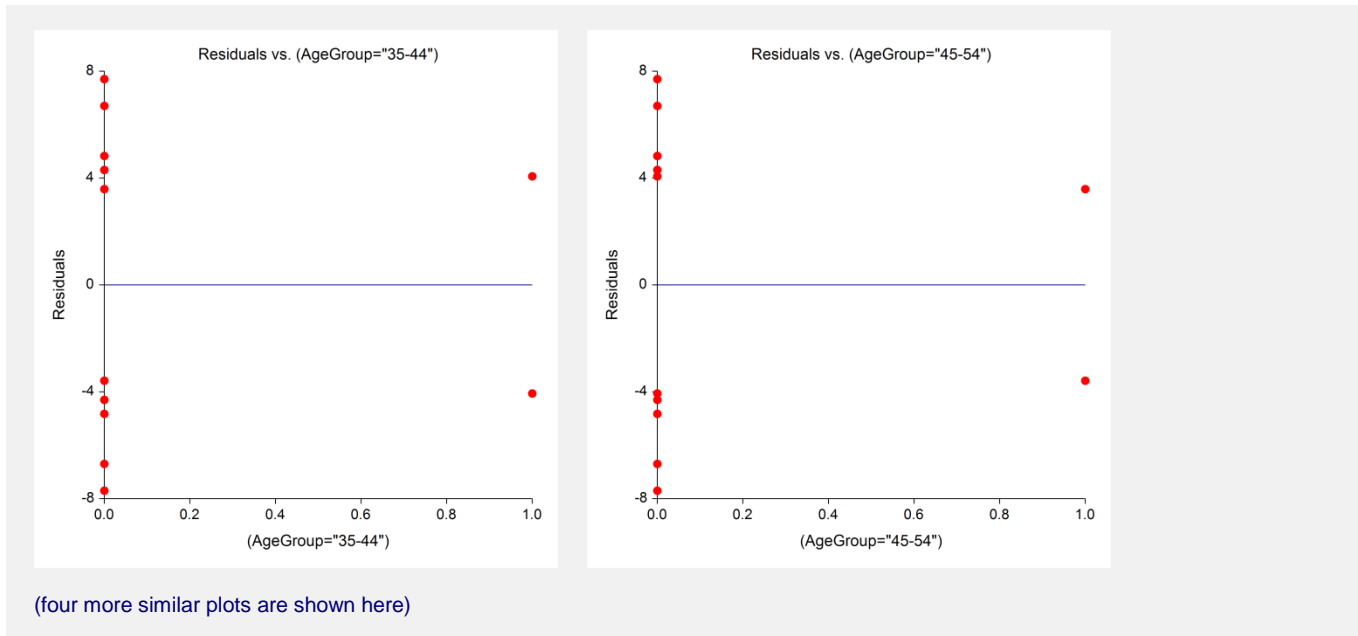 Residuals vs. (AgeGroup="35-44")
8
4
0
-4
-8
Residuals
0.0 0.2 0.4 0.6 0.8 1.0
(AgeGroup="35-44")
Residuals vs. (AgeGroup="45-54")
8
4
0
-4
-8
Residuals
0.0 0.2 0.4 0.6 0.8 1.0
(AgeGroup="45-54")
(four more similar plots are shown here)